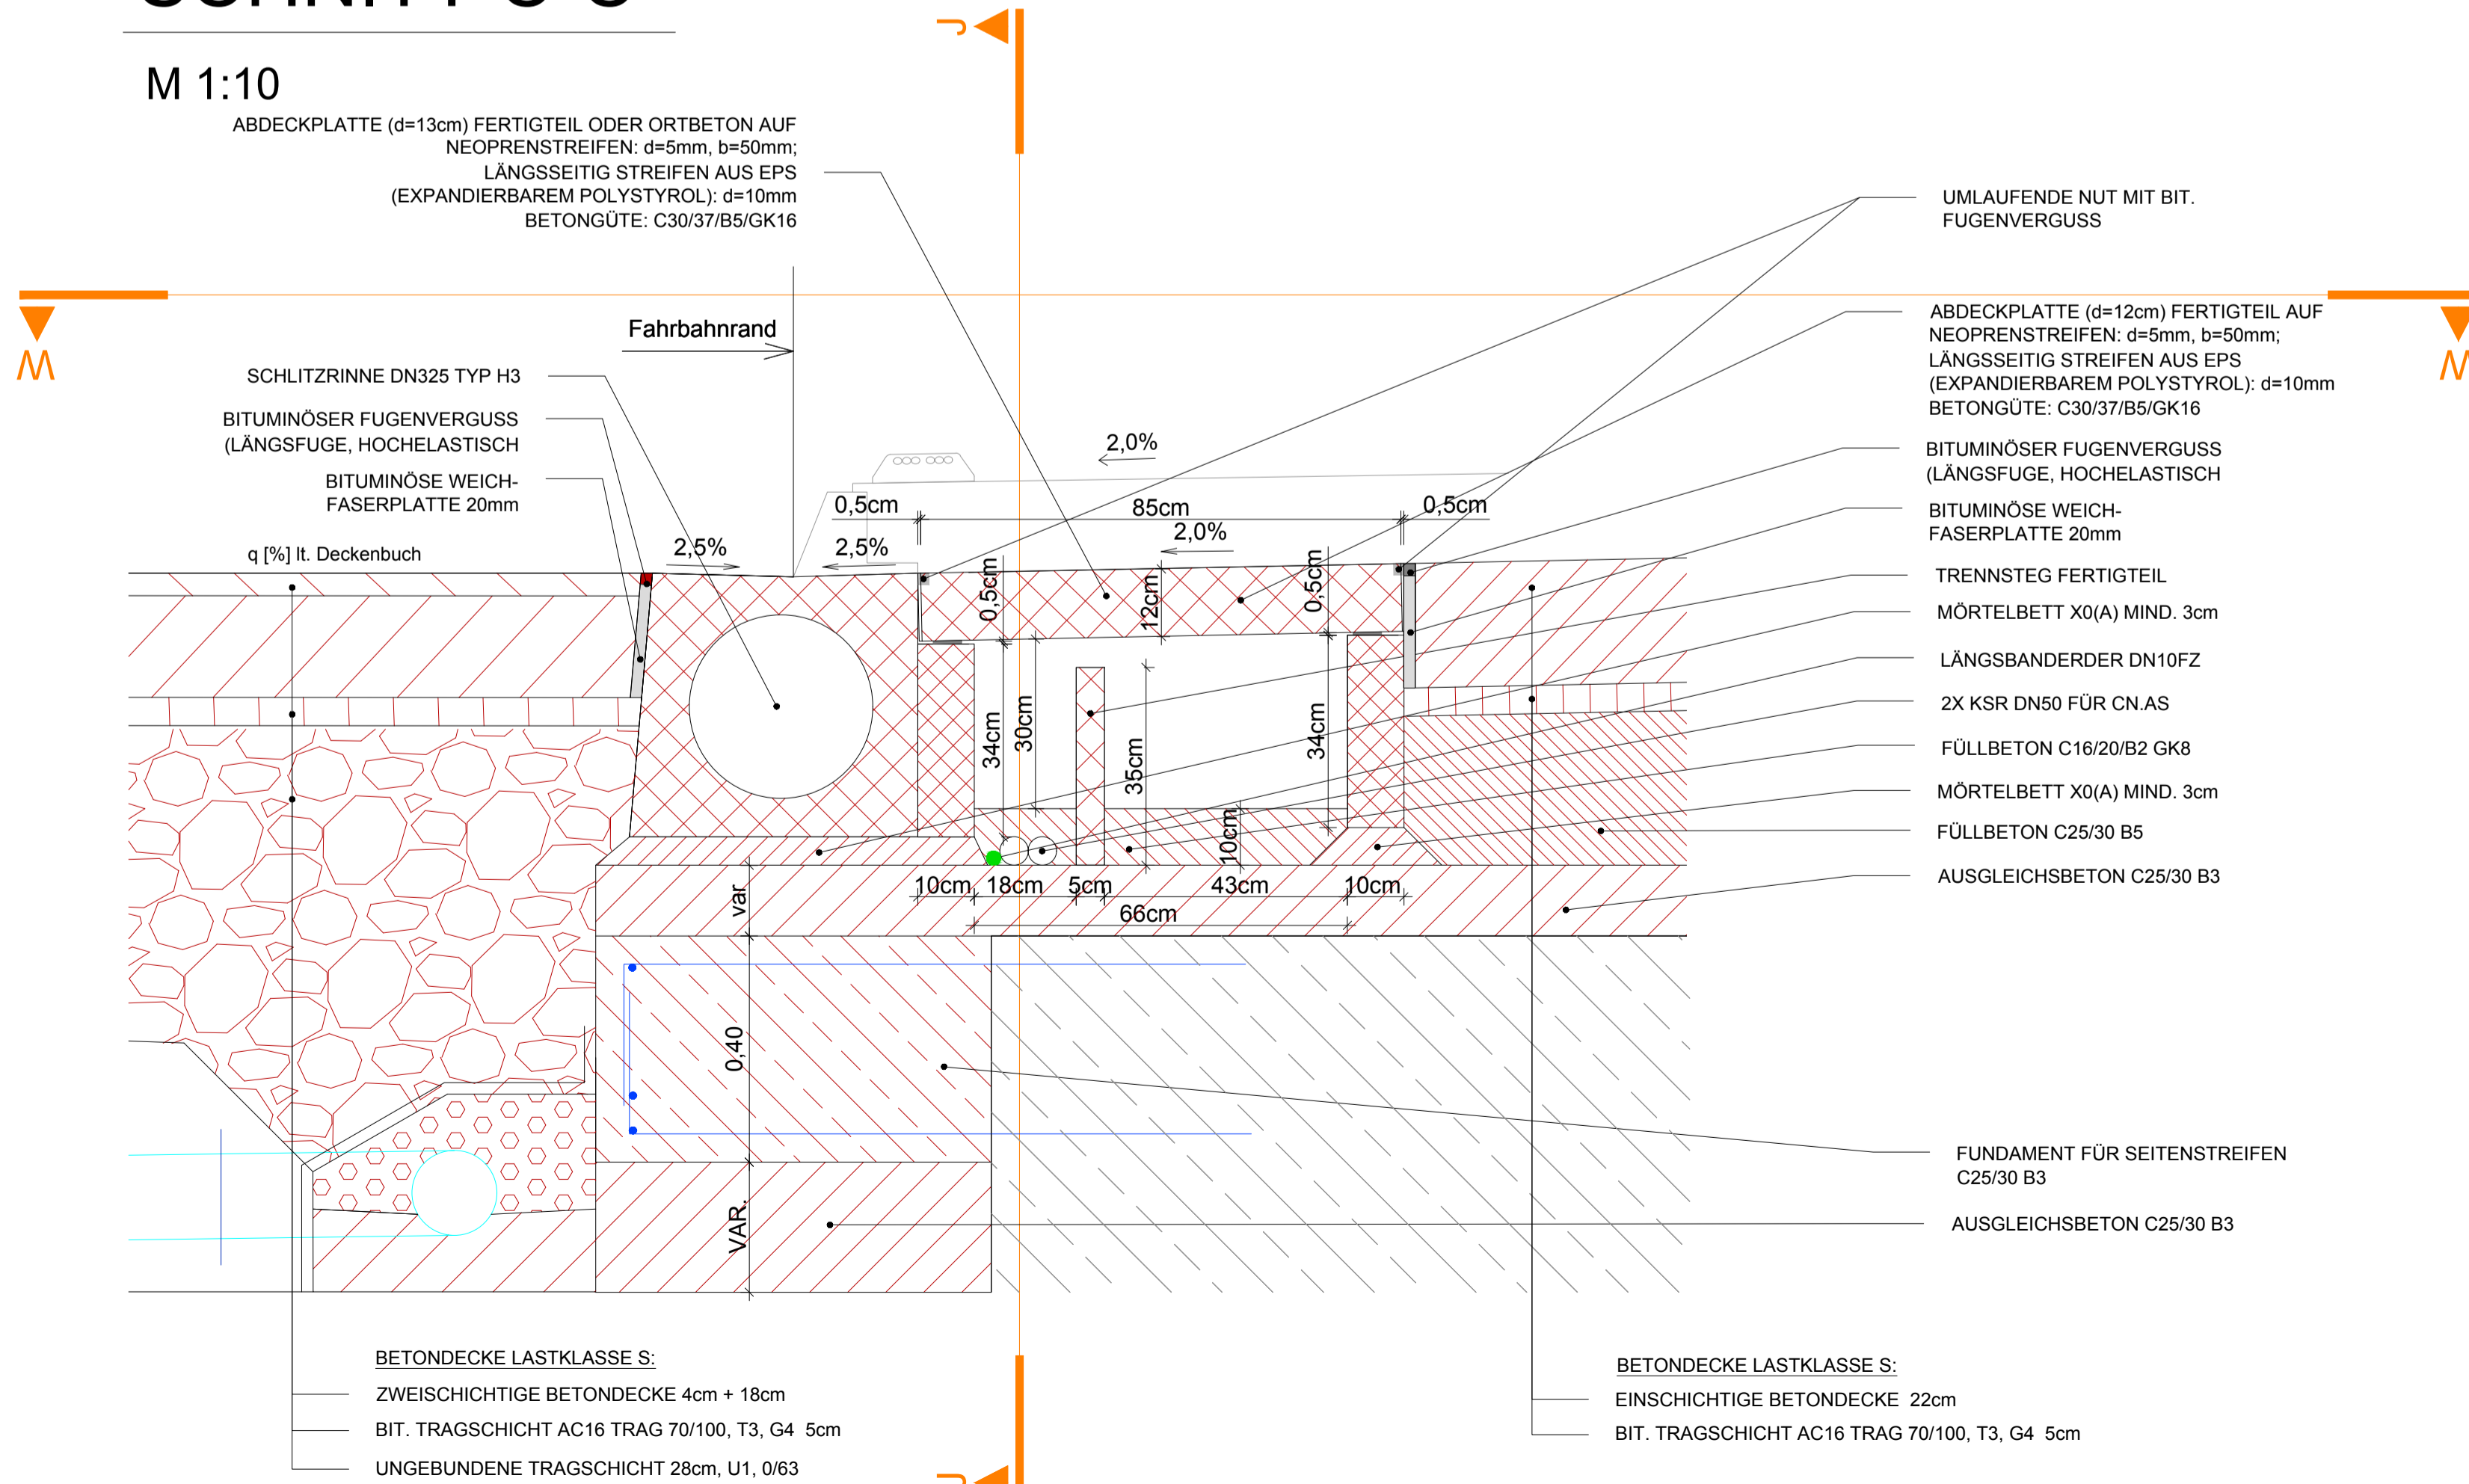 M 1:10
ABDECKPLATTE (d=13cm) FERTIGTEIL ODER ORTBETON AUF
NEOPRENSTREIFEN: d=5mm, b=50mm;
LÄNGSSEITIG STREIFEN AUS EPS
(EXPANDIERBAREM POLYSTYROL): d=10mm
BETONGÜTE: C30/37/B5/GK16
J
UMLAUFENDE NUT MIT BIT.
FUGENVERGUSS
W
W
Fahrbahnrand
SCHLITZRINNE DN325 TYP H3
BITUMINÖSER FUGENVERGUSS
(LÄNGSFUGE, HOCHELASTISCH
BITUMINÖSE WEICH-
FASERPLATTE 20mm
q [%] lt. Deckenbuch
ABDECKPLATTE (d=12cm) FERTIGTEIL AUF
NEOPRENSTREIFEN: d=5mm, b=50mm;
LÄNGSSEITIG STREIFEN AUS EPS
(EXPANDIERBAREM POLYSTYROL): d=10mm
BETONGÜTE: C30/37/B5/GK16
BITUMINÖSER FUGENVERGUSS
(LÄNGSFUGE, HOCHELASTISCH
BITUMINÖSE WEICH-
FASERPLATTE 20mm
TRENNSTEG FERTIGTEIL
MÖRTELBETT X0(A) MIND. 3cm
LÄNGSBANDERDER DN10FZ
2X KSR DN50 FÜR CN.AS
FÜLLBETON C16/20/B2 GK8
MÖRTELBETT X0(A) MIND. 3cm
FÜLLBETON C25/30 B5
AUSGLEICHSBETON C25/30 B3
2,0%
0,5cm
85cm
0,5cm
2,5%
2,5%
2,0%
0,5cm
12cm
0,5cm
34cm
30cm
35cm
34cm
10cm
10cm
18cm
5cm
43cm
10cm
66cm
var
0,40
VAR.
FUNDAMENT FÜR SEITENSTREIFEN
C25/30 B3
AUSGLEICHSBETON C25/30 B3
BETONDECKE LASTKLASSE S:
ZWEISCHICHTIGE BETONDECKE 4cm + 18cm
BIT. TRAGSCHICHT AC16 TRAG 70/100, T3, G4 5cm
UNGEBUNDENE TRAGSCHICHT 28cm, U1, 0/63
BETONDECKE LASTKLASSE S:
EINSCHICHTIGE BETONDECKE 22cm
BIT. TRAGSCHICHT AC16 TRAG 70/100, T3, G4 5cm